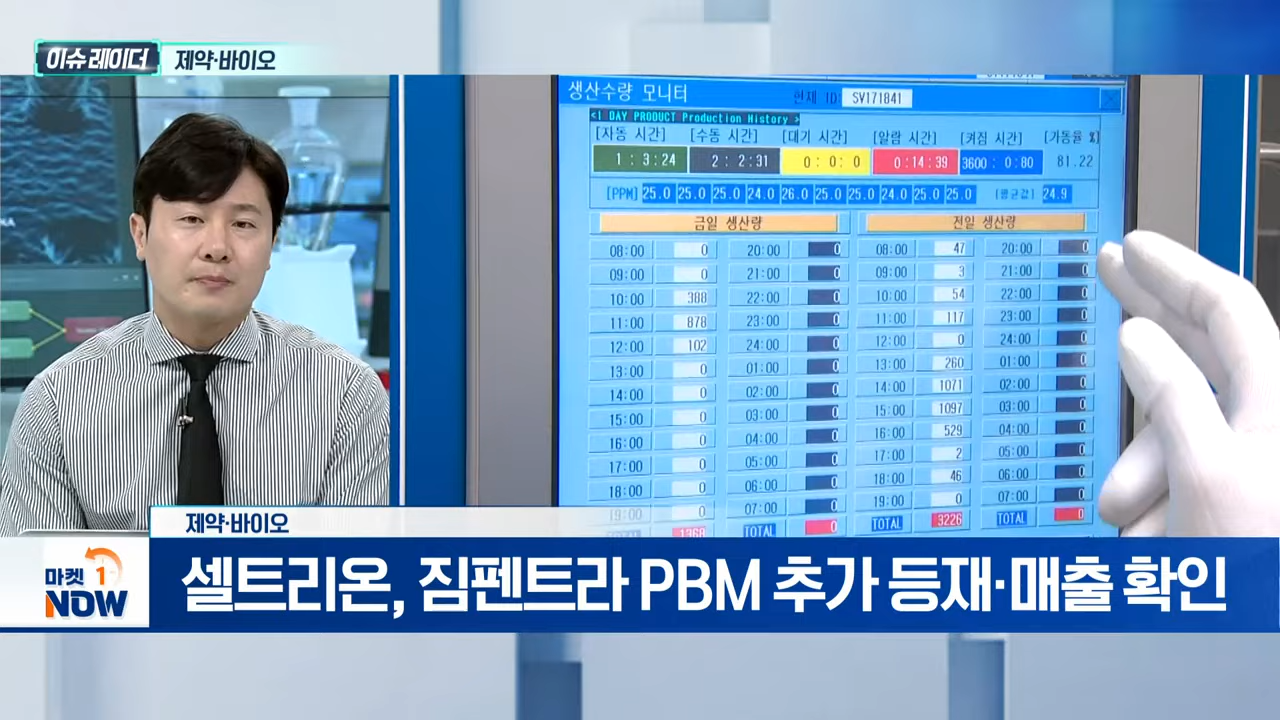 이슈 레이더 제약·바이오
생산수량 모니터 현재 ID: SV171841
<1 DAY PRODUCT Production History >
[자동 시간] [수동 시간] [대기 시간] [알람 시간] [켜짐 시간] [가동율 %]
1 : 3 : 24 2 : 2 : 31 0 : 0 : 0 0 : 14 : 39 3600 : 0 : 80 81.22
[PPM] 25.0 25.0 25.0 24.0 26.0 25.0 25.0 24.0 25.0 25.0 [평균값] 24.9
금일 생산량 전일 생산량
08:00 0 20:00 0 08:00 47 20:00 0
09:00 0 21:00 0 09:00 3 21:00 0
10:00 388 22:00 0 10:00 54 22:00 0
11:00 878 23:00 0 11:00 117 23:00 0
12:00 102 24:00 0 12:00 0 24:00 0
13:00 0 01:00 0 13:00 260 01:00 0
14:00 0 02:00 0 14:00 1071 02:00 0
15:00 0 03:00 0 15:00 1097 03:00 0
16:00 0 04:00 0 16:00 529 04:00 0
17:00 0 05:00 0 17:00 2 05:00 0
18:00 0 06:00 0 18:00 46 06:00 0
19:00 0 07:00 0 19:00 0 07:00 0
TOTAL 1368 TOTAL 0 TOTAL 3226 TOTAL 0
제약·바이오
마켓 1 NOW
셀트리온, 짐펜트라 PBM 추가 등재·매출 확인